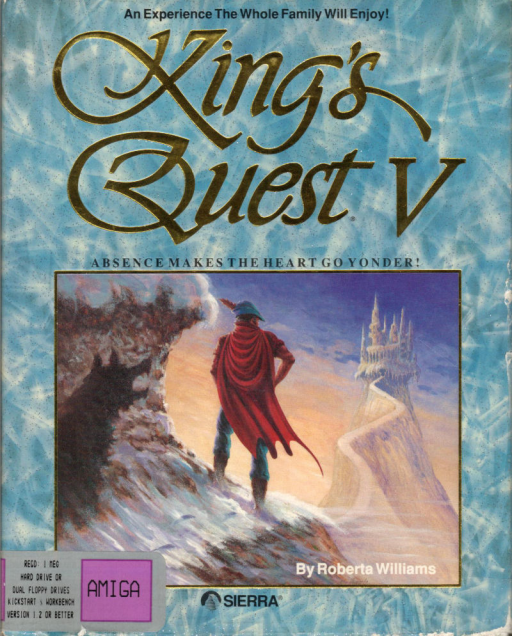 An Experience The Whole Family Will Enjoy!
King's
Quest® V
ABSENCE MAKES THE HEART GO YONDER!
By Roberta Williams
REQD: 1 MEG
HARD DRIVE OR
DUAL FLOPPY DRIVES
KICKSTART & WORKBENCH
VERSION 1.2 OR BETTER
AMIGA
SIERRA®